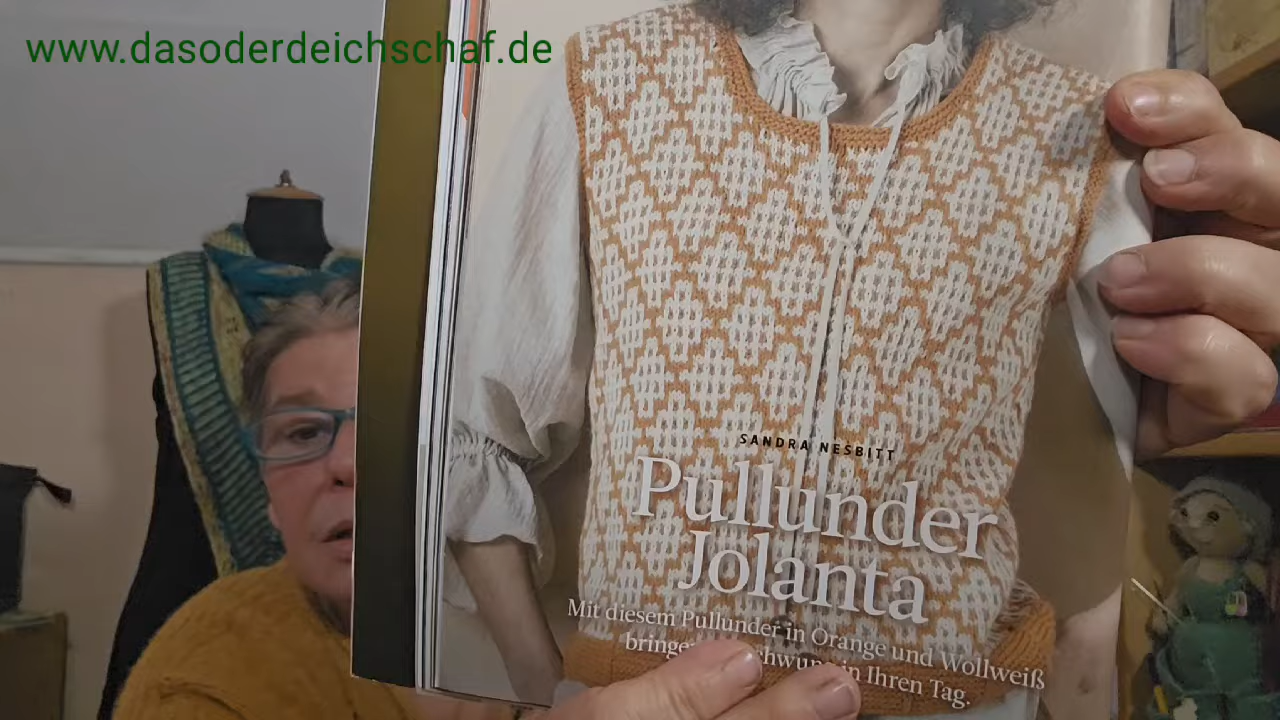 www.dasoderdeichschaf.de
SANDRA NESBITT
Pullunder
Jolanta
Mit diesem Pullunder in Orange und Wollweiß
in Ihren Tag.